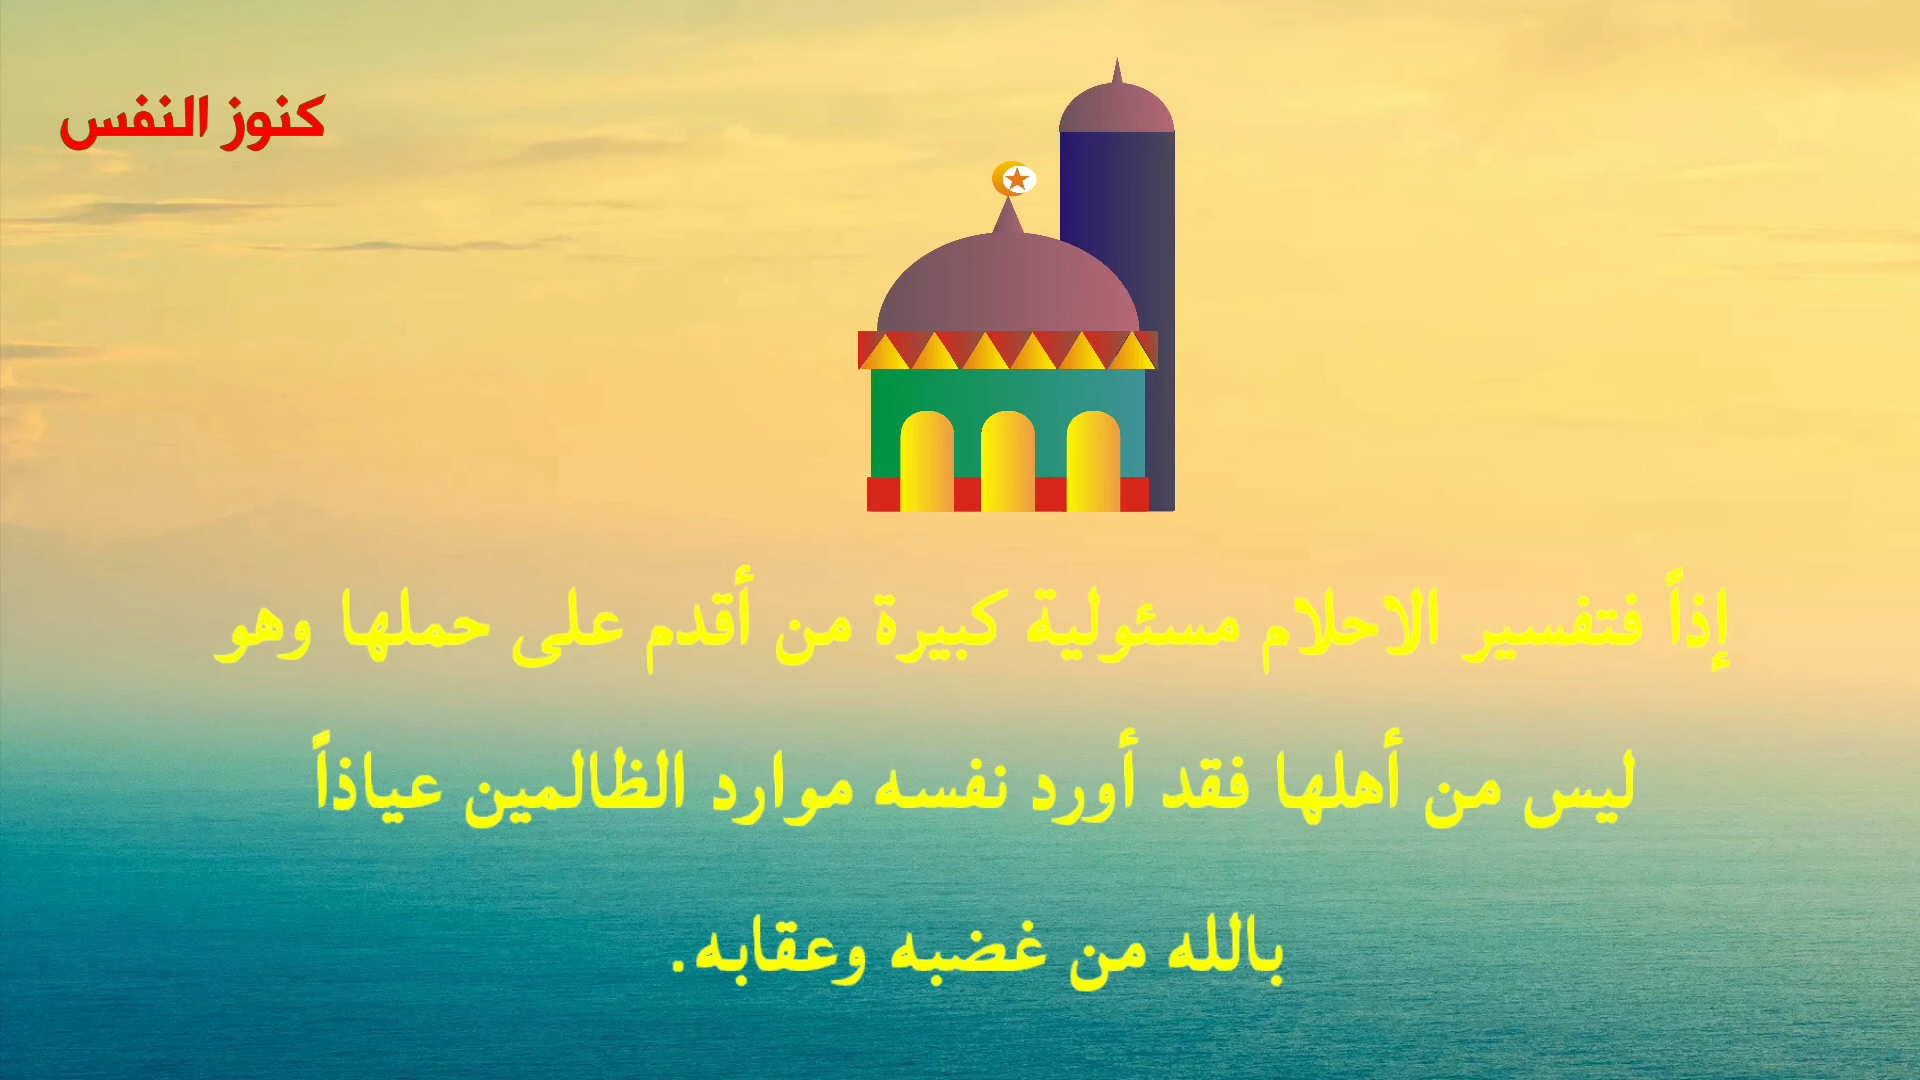 كنوز النفس
إذاً فتفسير الاحلام مسئولية كبيرة من أقدم على حملها وهو
ليس من أهلها فقد أورد نفسه موارد الظالمين عياذاً
بالله من غضبه وعقابه.